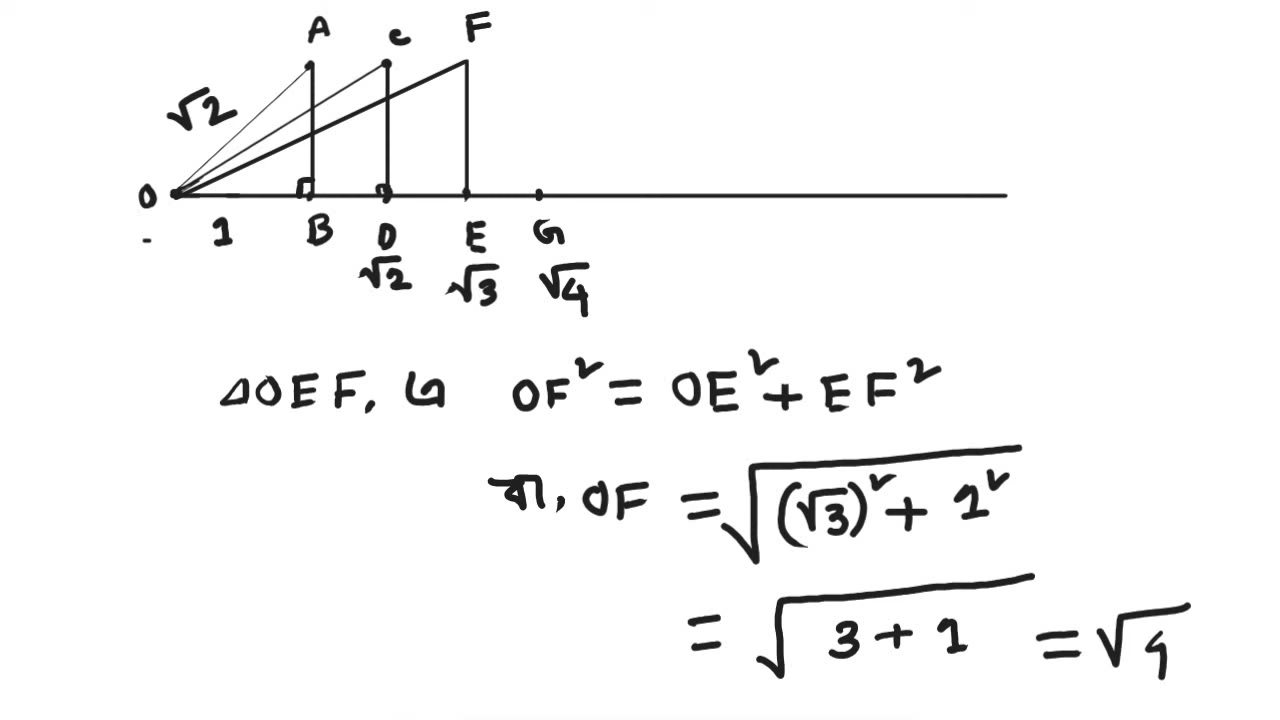 A C F
√2
O 1 B D E G
√2 √3 √4
△OEF, এ OF² = OE² + EF²
বা, OF = √((√3)² + 1²)
= √(3 + 1) = √4